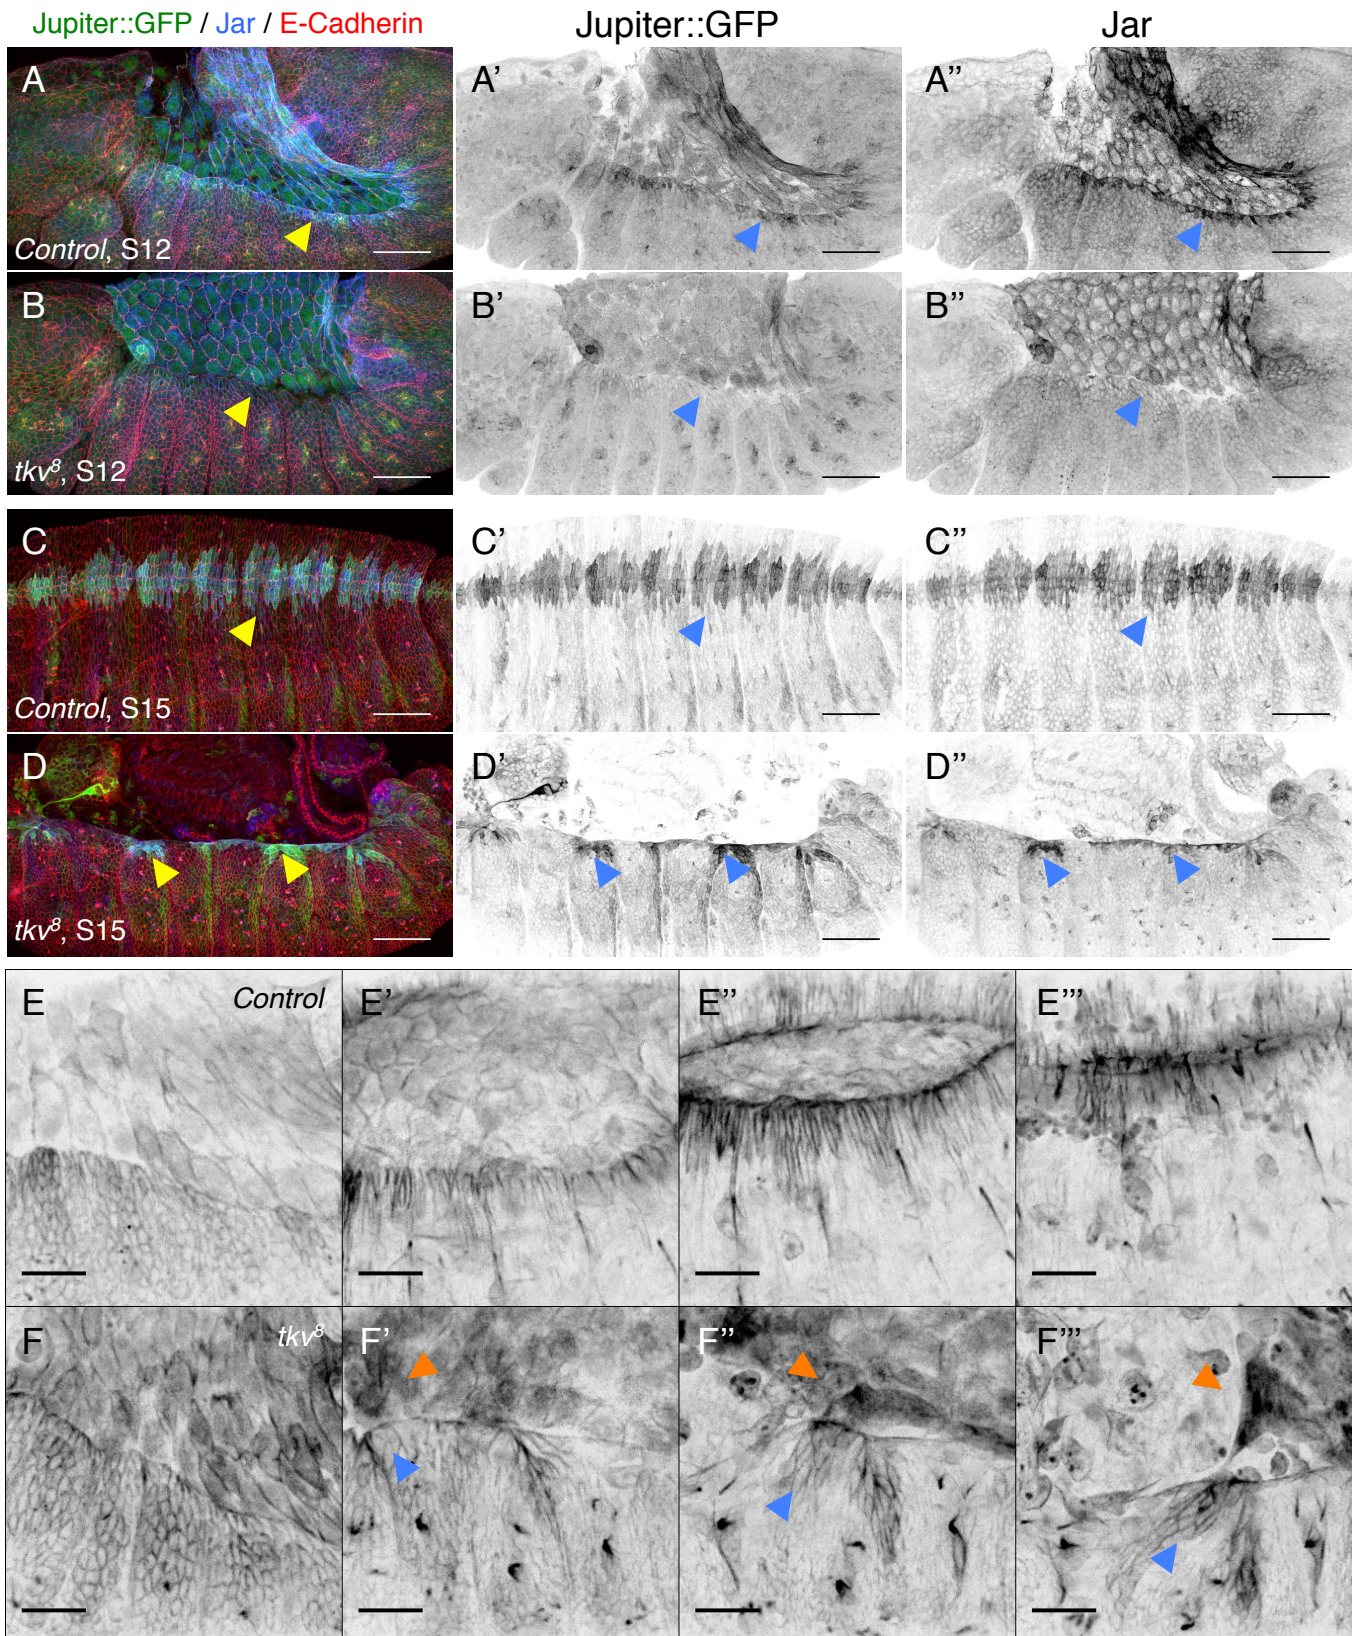 Jupiter::GFP / Jar / E-Cadherin
Jupiter::GFP
Jar
A
Control, S12
A'
A''
B
tkv⁸, S12
B'
B''
C
Control, S15
C'
C''
D
tkv⁸, S15
D'
D''
E
Control
E'
E''
E'''
F
tkv⁸
F'
F''
F'''